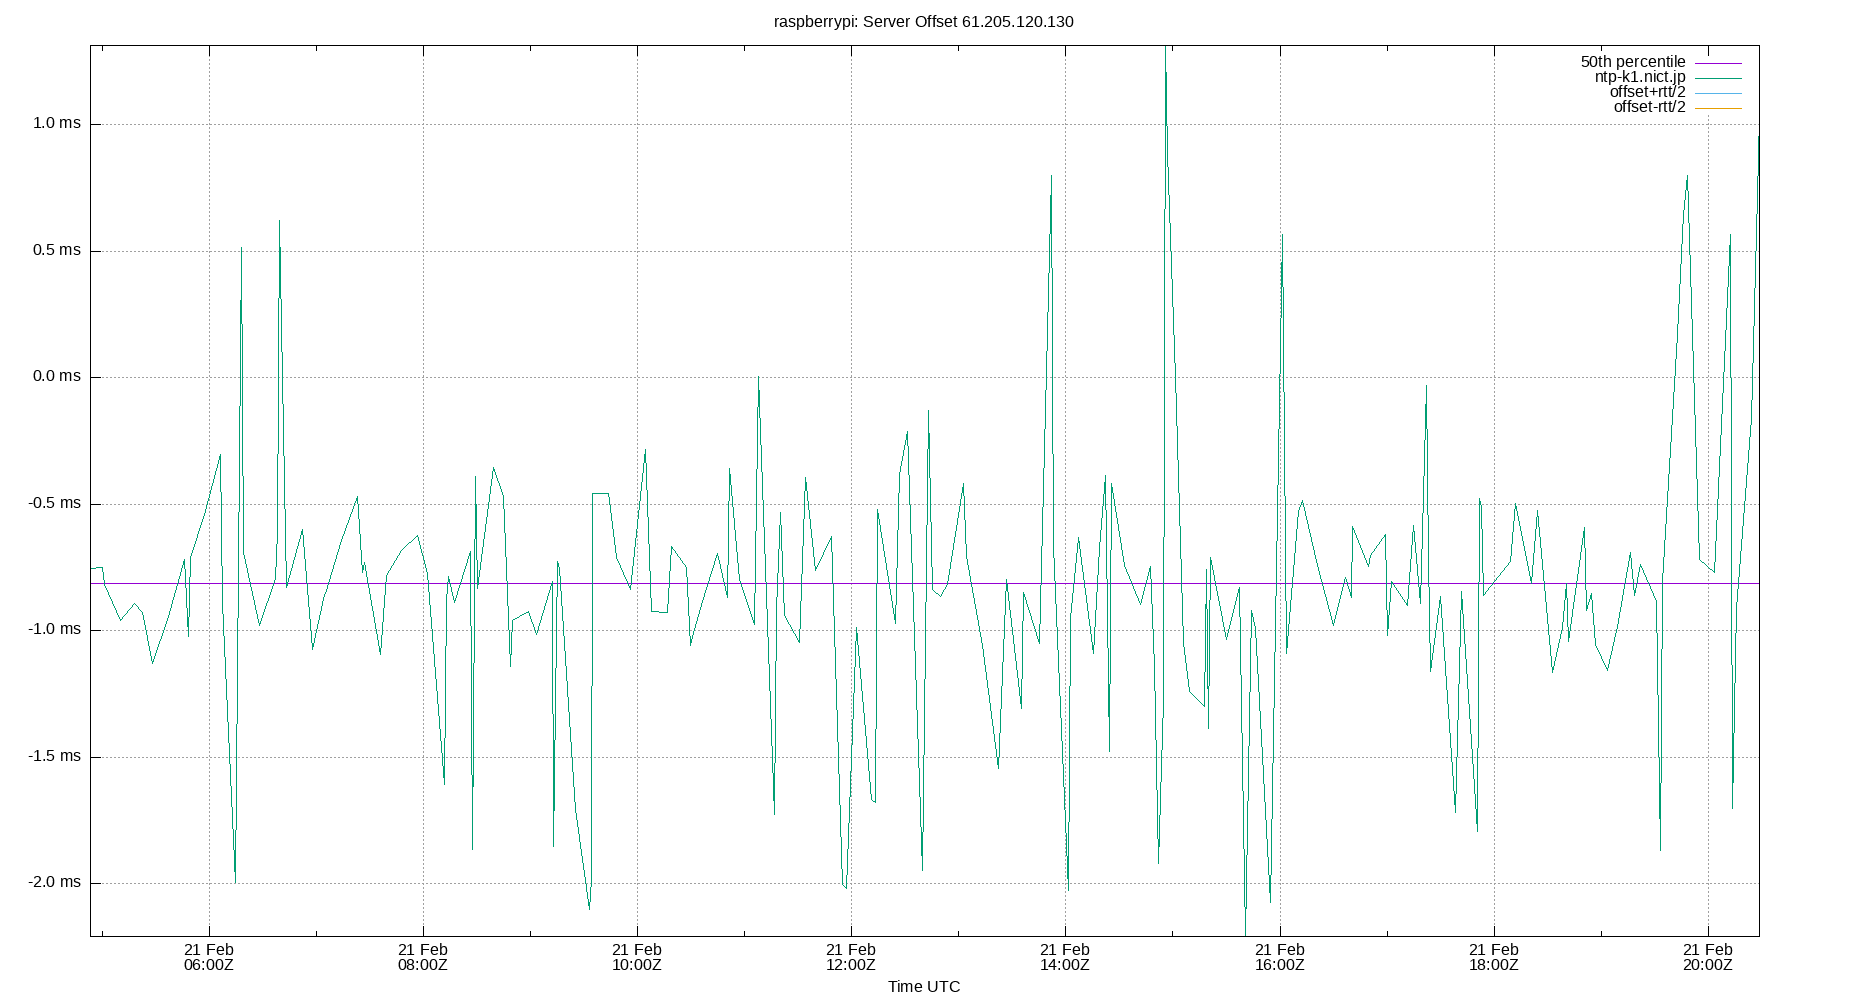 raspberrypi: Server Offset 61.205.120.130
50th percentile
ntp-k1.nict.jp
offset+rtt/2
offset-rtt/2
1.0 ms
0.5 ms
0.0 ms
-0.5 ms
-1.0 ms
-1.5 ms
-2.0 ms
21 Feb 21 Feb 21 Feb 21 Feb 21 Feb 21 Feb 21 Feb 21 Feb
06:00Z 08:00Z 10:00Z 12:00Z 14:00Z 16:00Z 18:00Z 20:00Z
Time UTC